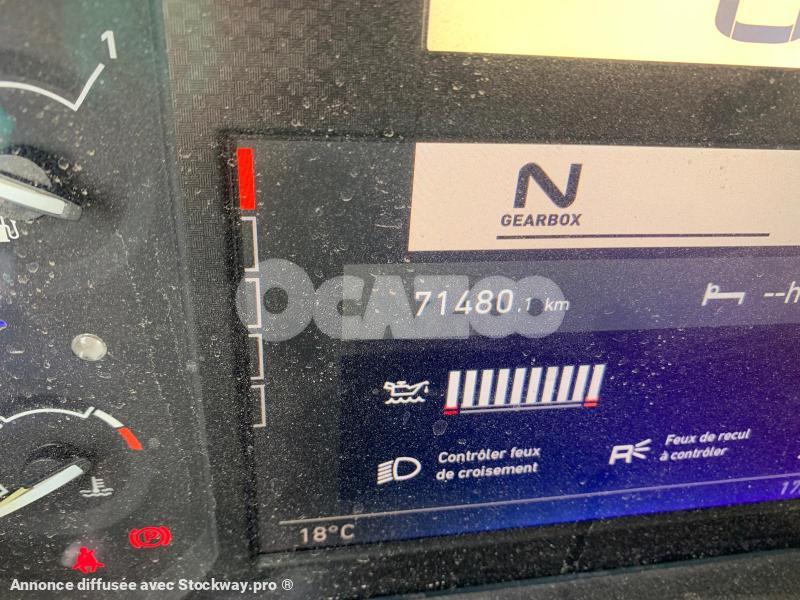 1
N
GEARBOX
OCAZOO
71480.1 km
--h
Contrôler feux
de croisement
Feux de recul
à contrôler
17
18°C
P
Annonce diffusée avec Stockway.pro ®